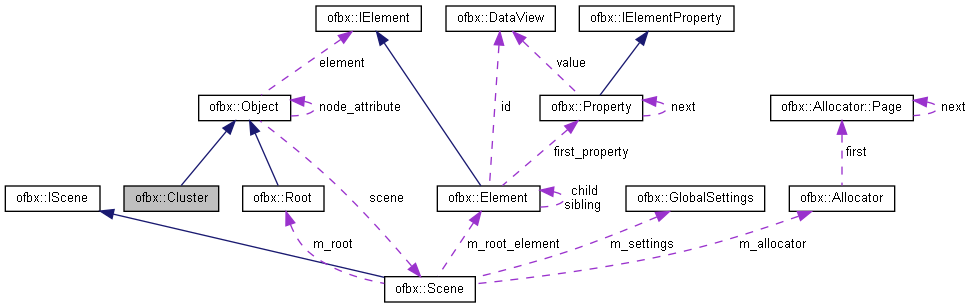 ofbx::IElement
ofbx::DataView
ofbx::IElementProperty
element
value
ofbx::Object
node_attribute
id
ofbx::Property
next
ofbx::Allocator::Page
next
first_property
first
ofbx::IScene
ofbx::Cluster
ofbx::Root
scene
ofbx::Element
child
sibling
ofbx::GlobalSettings
ofbx::Allocator
m_root
m_root_element
m_settings
m_allocator
ofbx::Scene